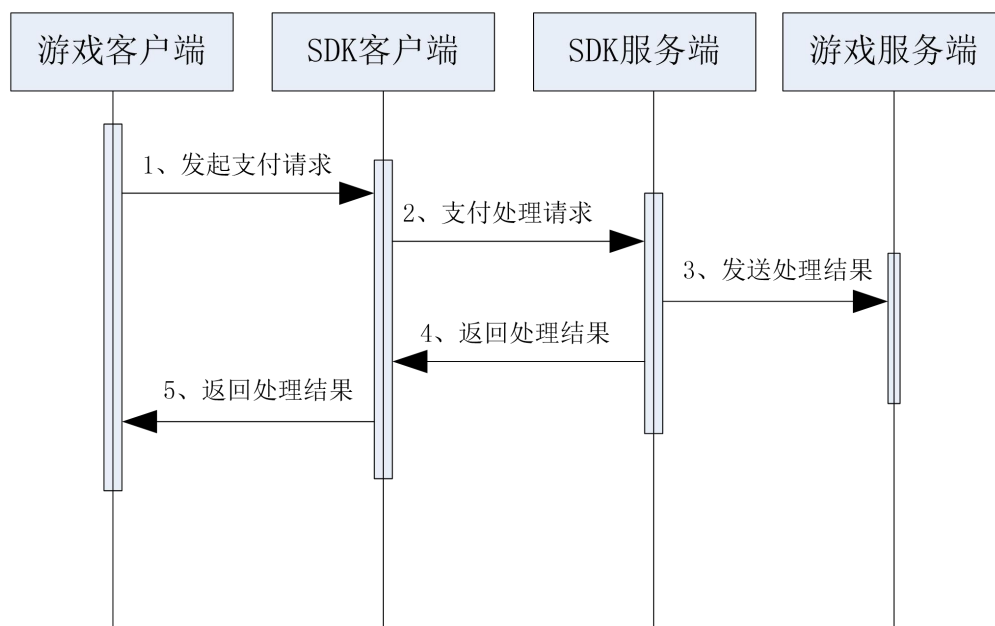 游戏客户端
SDK客户端
SDK服务端
游戏服务端
1、发起支付请求
2、支付处理请求
3、发送处理结果
4、返回处理结果
5、返回处理结果